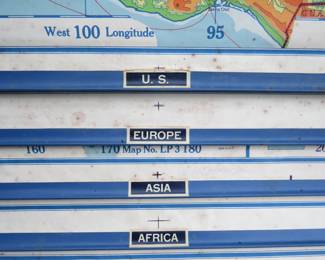 West 100 Longitude
95
U. S.
EUROPE
160
170 Map No. LP 3 180
ASIA
AFRICA